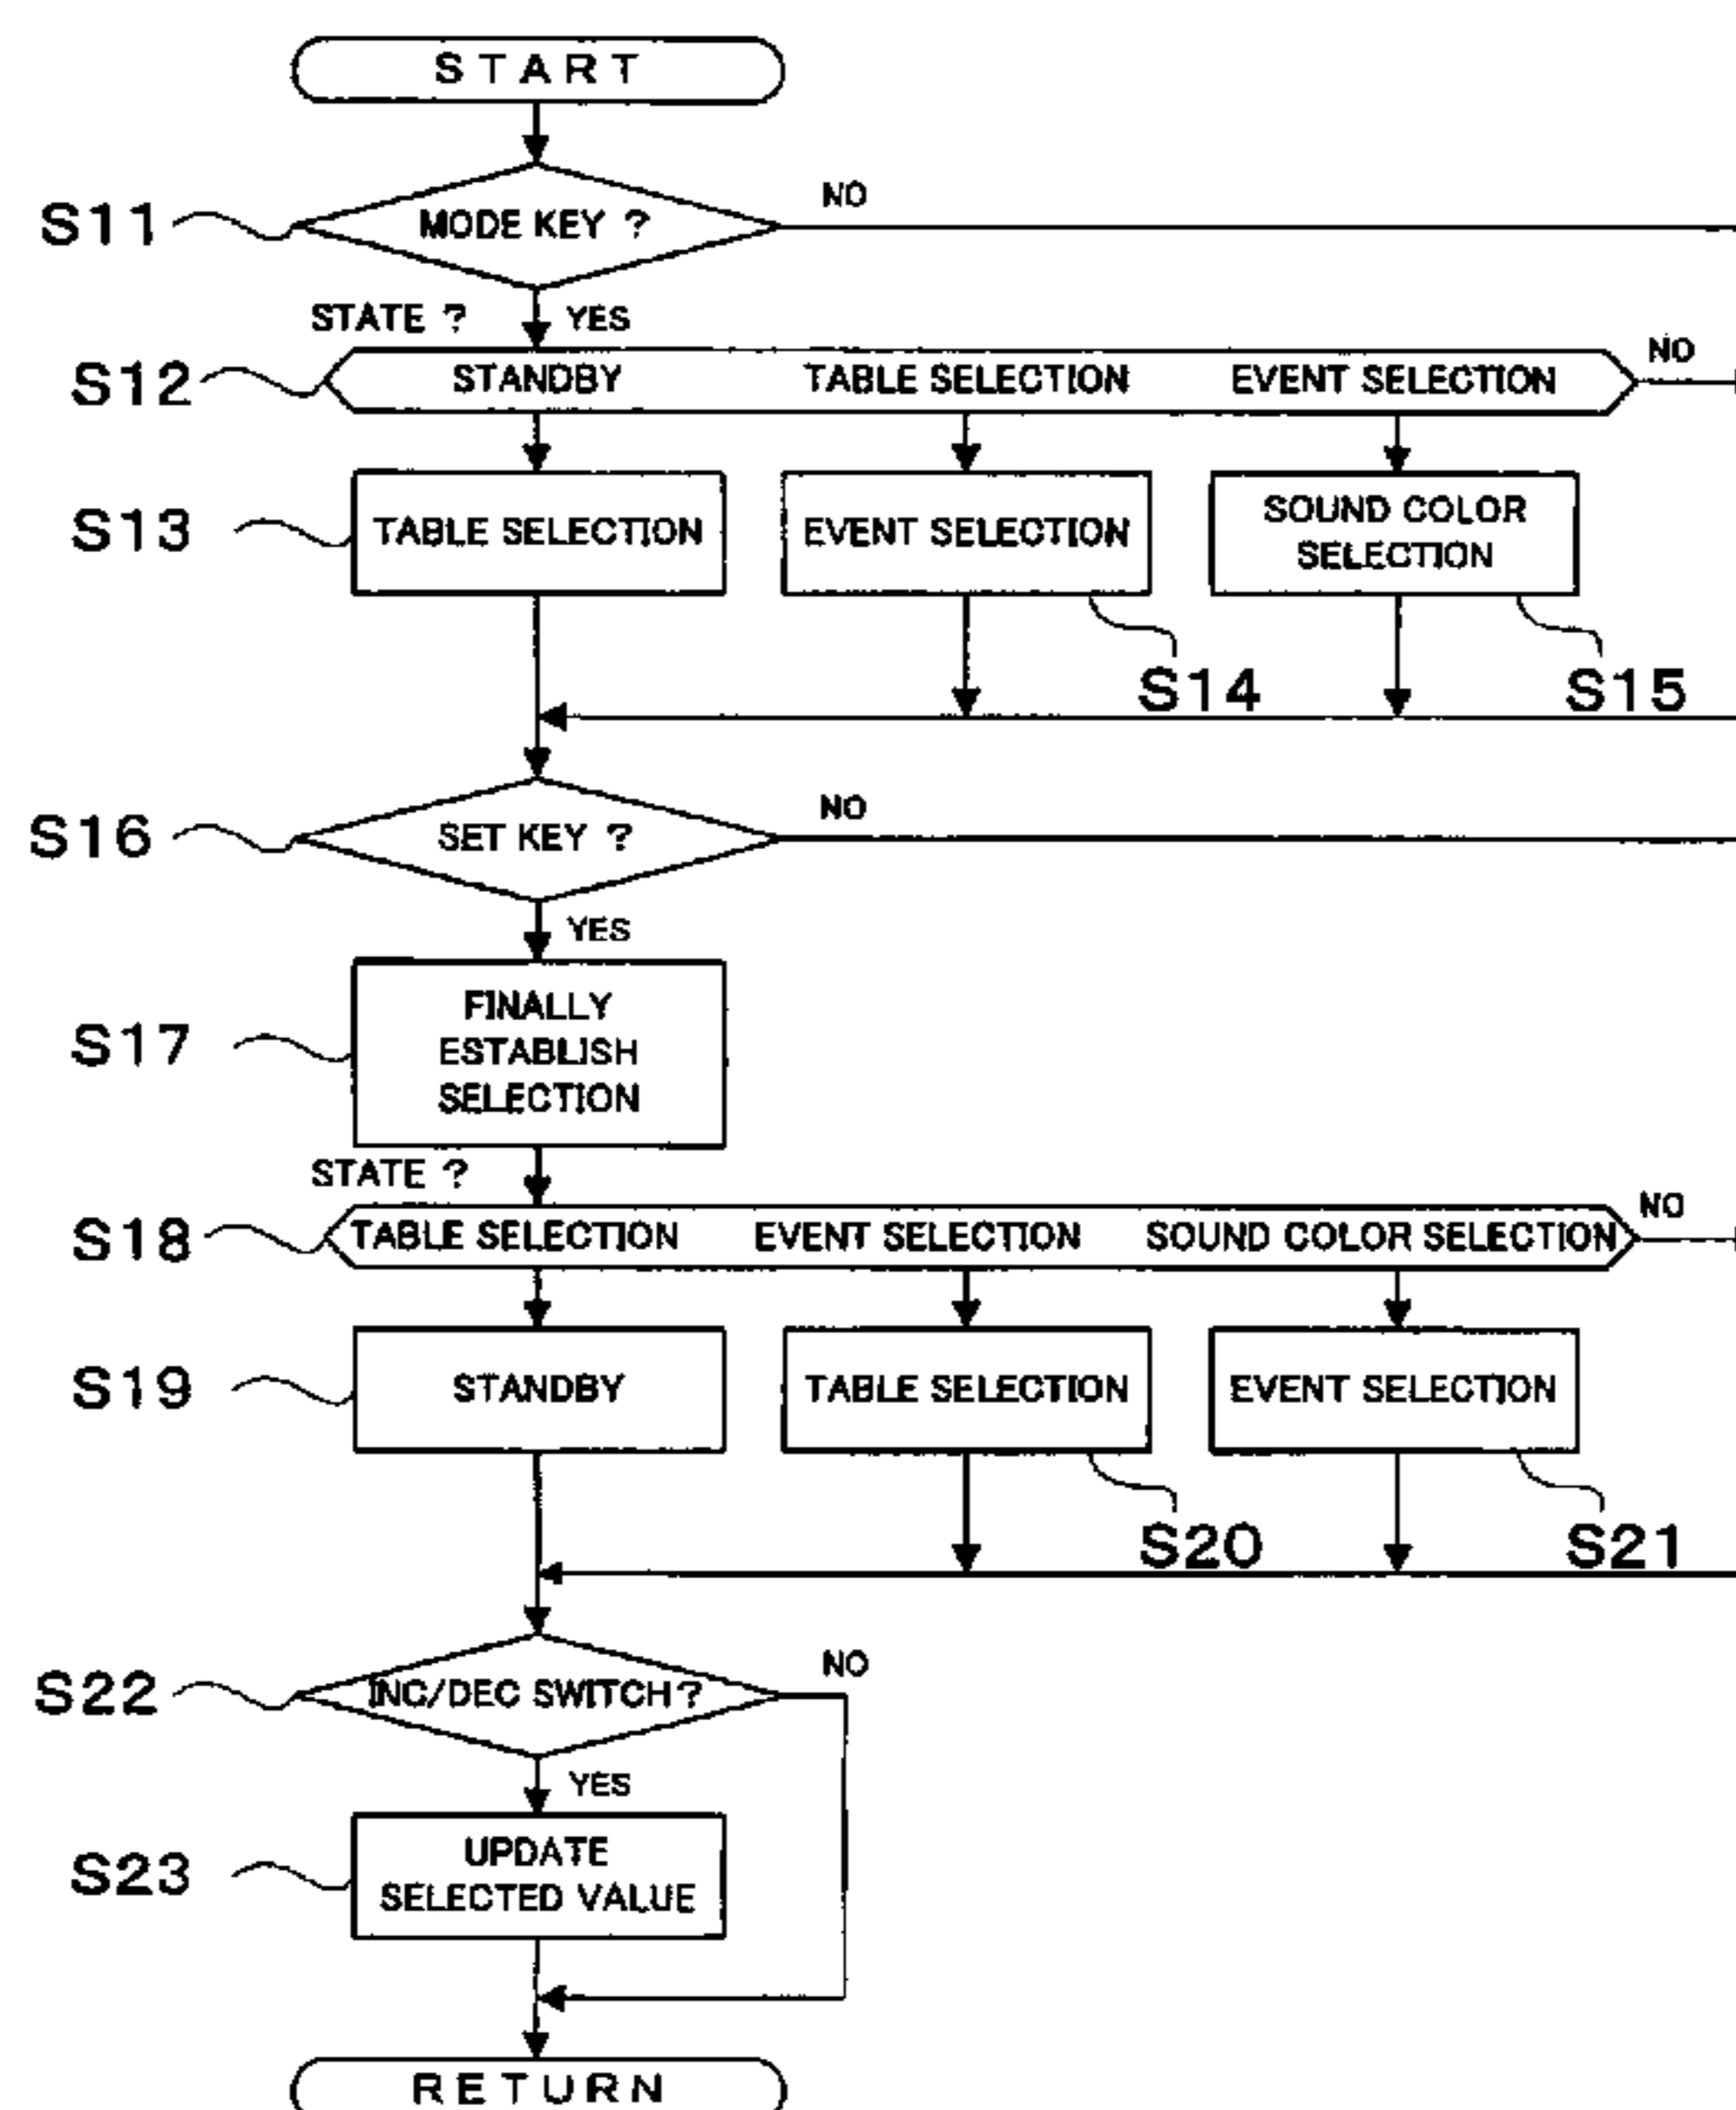 START
S11
MODE KEY ?
NO
STATE ?
YES
S12
STANDBY
TABLE SELECTION
EVENT SELECTION
NO
S13
TABLE SELECTION
EVENT SELECTION
SOUND COLOR
SELECTION
S14
S15
S16
SET KEY ?
NO
YES
S17
FINALLY
ESTABLISH
SELECTION
STATE ?
S18
TABLE SELECTION
EVENT SELECTION
SOUND COLOR SELECTION
NO
S19
STANDBY
TABLE SELECTION
EVENT SELECTION
S20
S21
S22
INC/DEC SWITCH ?
NO
YES
S23
UPDATE
SELECTED VALUE
RETURN